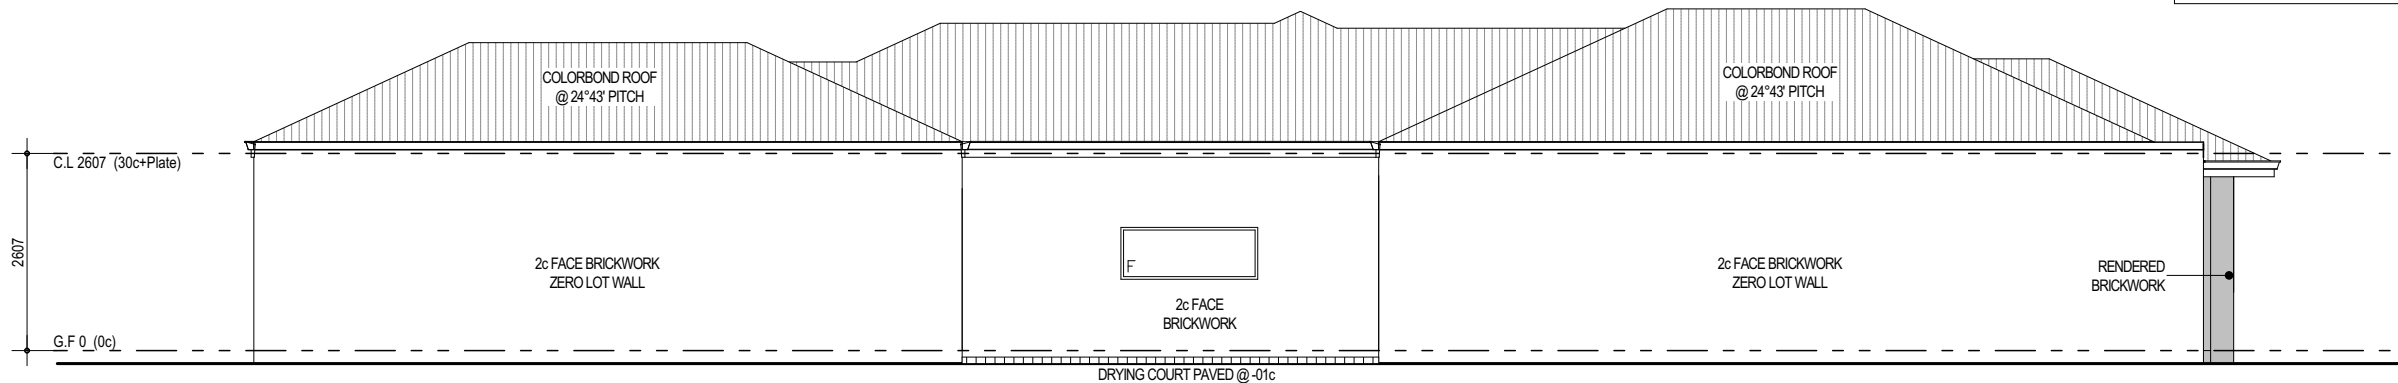 COLORBOND ROOF
@ 24°43' PITCH
COLORBOND ROOF
@ 24°43' PITCH
C.L 2607 (30c+Plate)
2607
2c FACE BRICKWORK
ZERO LOT WALL
F
2c FACE
BRICKWORK
2c FACE BRICKWORK
ZERO LOT WALL
RENDERED
BRICKWORK
G.F 0 (0c)
DRYING COURT PAVED @ -01c